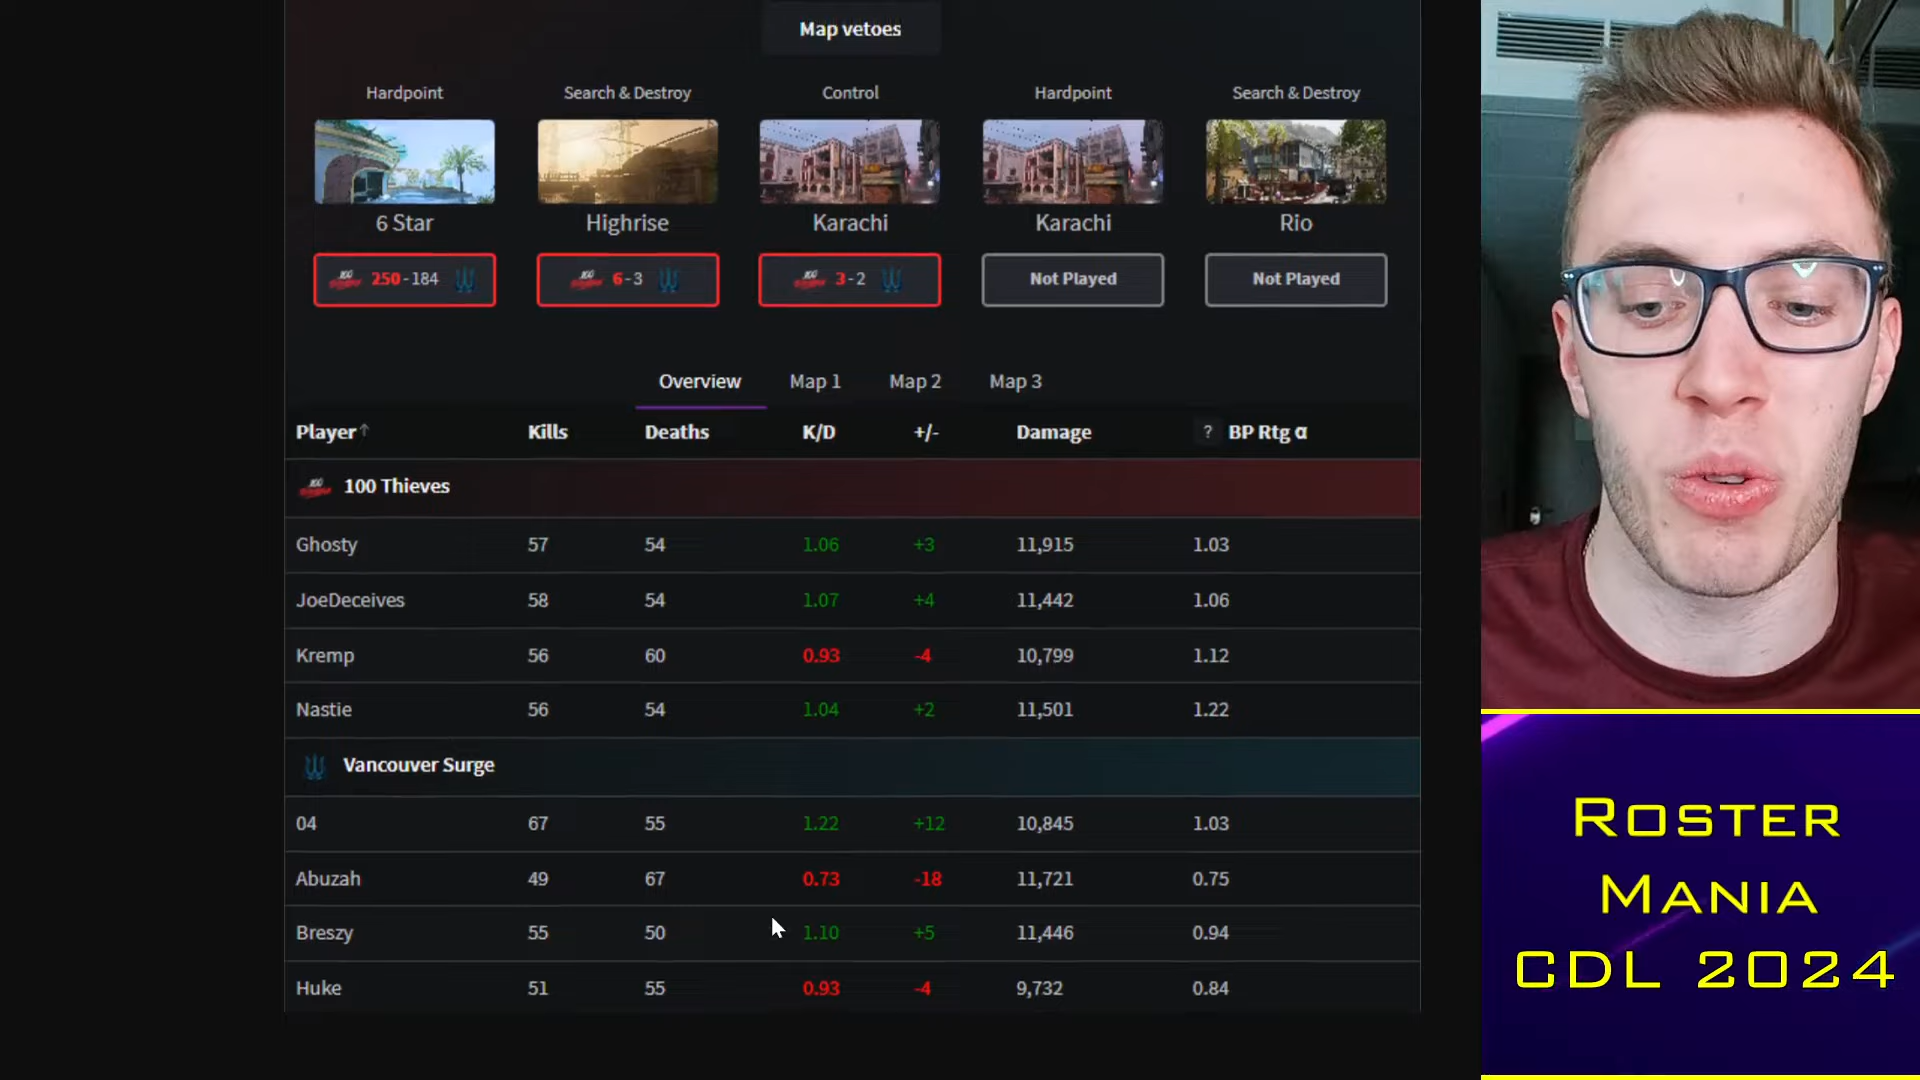 Map vetoes
Hardpoint Search & Destroy Control Hardpoint Search & Destroy
6 Star Highrise Karachi Karachi Rio
100 250-184 100 6-3 100 3-2 Not Played Not Played
Overview Map 1 Map 2 Map 3
Player↑ Kills Deaths K/D +/- Damage ? BP Rtg α
100 100 Thieves
Ghosty 57 54 1.06 +3 11,915 1.03
JoeDeceives 58 54 1.07 +4 11,442 1.06
Kremp 56 60 0.93 -4 10,799 1.12
Nastie 56 54 1.04 +2 11,501 1.22
Vancouver Surge
04 67 55 1.22 +12 10,845 1.03
Abuzah 49 67 0.73 -18 11,721 0.75
Breszy 55 50 1.10 +5 11,446 0.94
Huke 51 55 0.93 -4 9,732 0.84
ROSTER
MANIA
CDL 2024